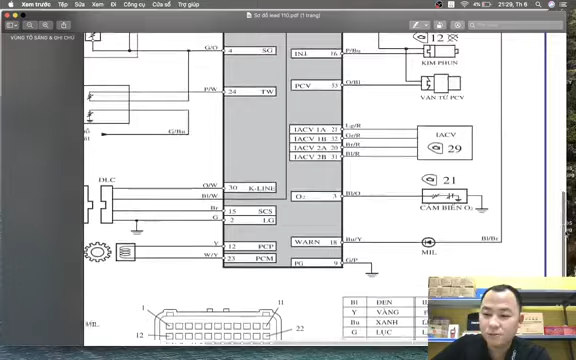 Xem trước Tệp Sửa Xem Đi Công cụ Cửa sổ Trợ giúp
4% 21:29, Th 6
Sơ đồ lead 110.pdf (1 trang)
VÙNG TÔ SÁNG & GHI CHÚ
G/O 4 SG
INJ 16 P/Bu
12
KIM PHUN
P/W 24 TW
PCV O/Bl
VAN TỪ PCV
G/Bu
IACV 1A 21 Lg/R
IACV 1B 32 Gr/R
IACV 2A 20 Br/R
IACV 2B 31 Bl/R
IACV
29
DLC
O/W 30 K-LINE
Bl/W
Br 15 SCS
G 2 LG
O₂ 3 Bl/O
21
CẢM BIẾN O₂
Y 12 PCP
W/Y 23 PCM
WARN 18 Bu/Y
Bl/Br
MIL
PG 9 G/P
1
11
12
22
Bl ĐEN
Y VÀNG
Bu XANH
G LỤC